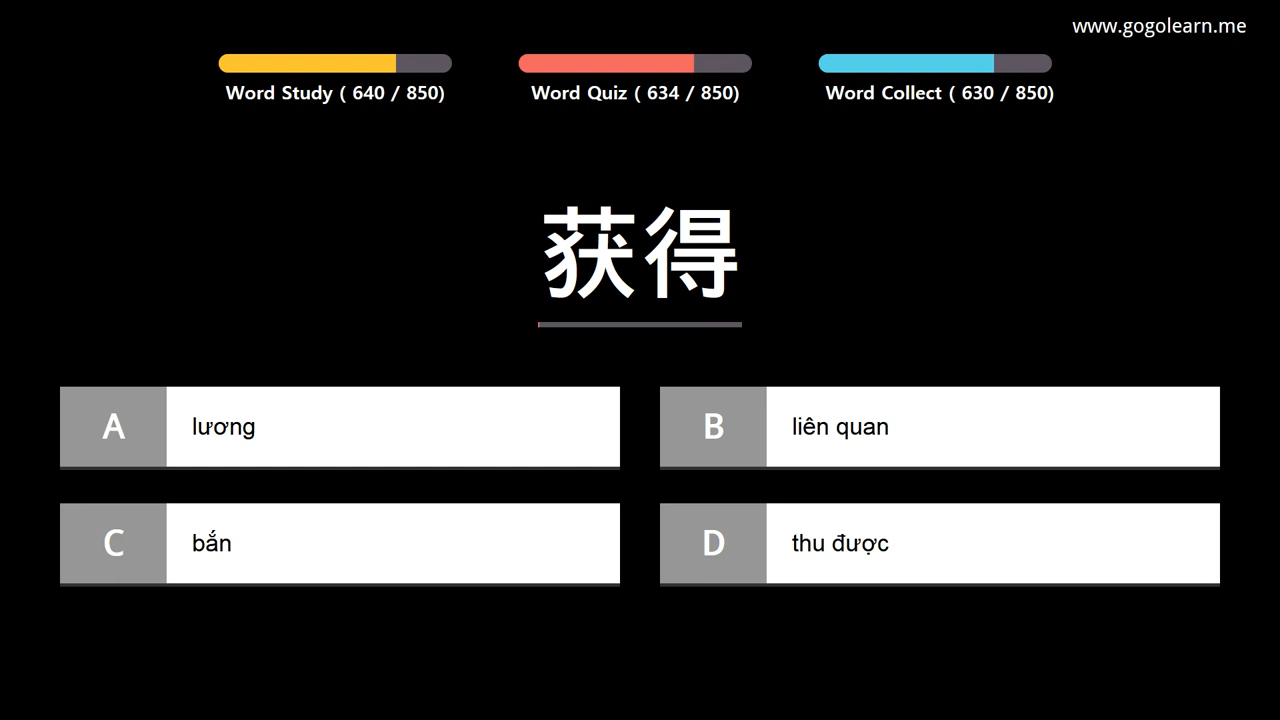 www.gogolearn.me
Word Study ( 640 / 850)
Word Quiz ( 634 / 850)
Word Collect ( 630 / 850)
获得
A lương
B liên quan
C bắn
D thu được